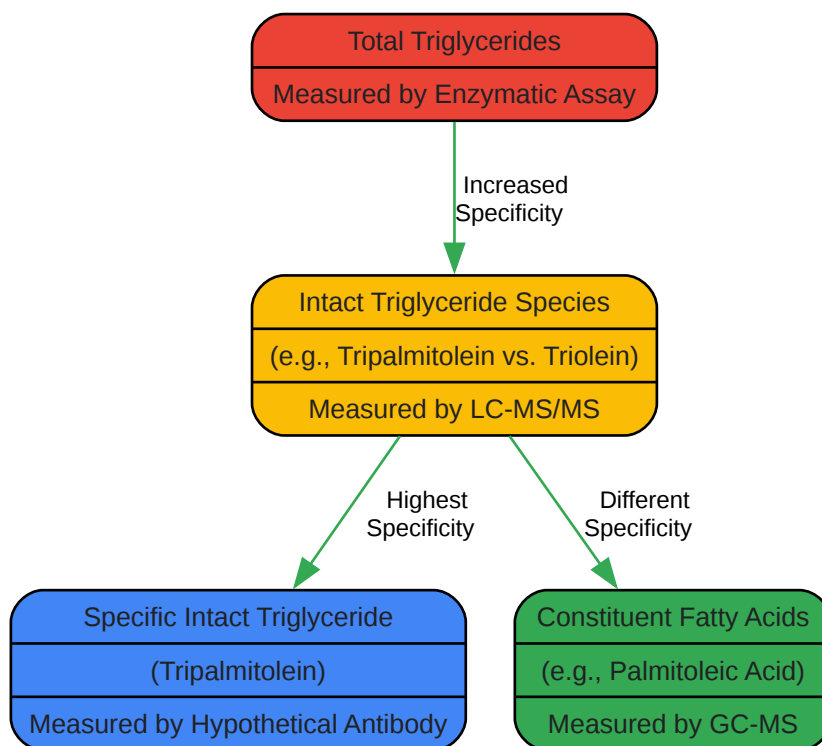 Total Triglycerides
Measured by Enzymatic Assay
Increased
Specificity
Intact Triglyceride Species
(e.g., Tripalmitolein vs. Triolein)
Measured by LC-MS/MS
Highest
Specificity
Different
Specificity
Specific Intact Triglyceride
(Tripalmitolein)
Measured by Hypothetical Antibody
Constituent Fatty Acids
(e.g., Palmitoleic Acid)
Measured by GC-MS